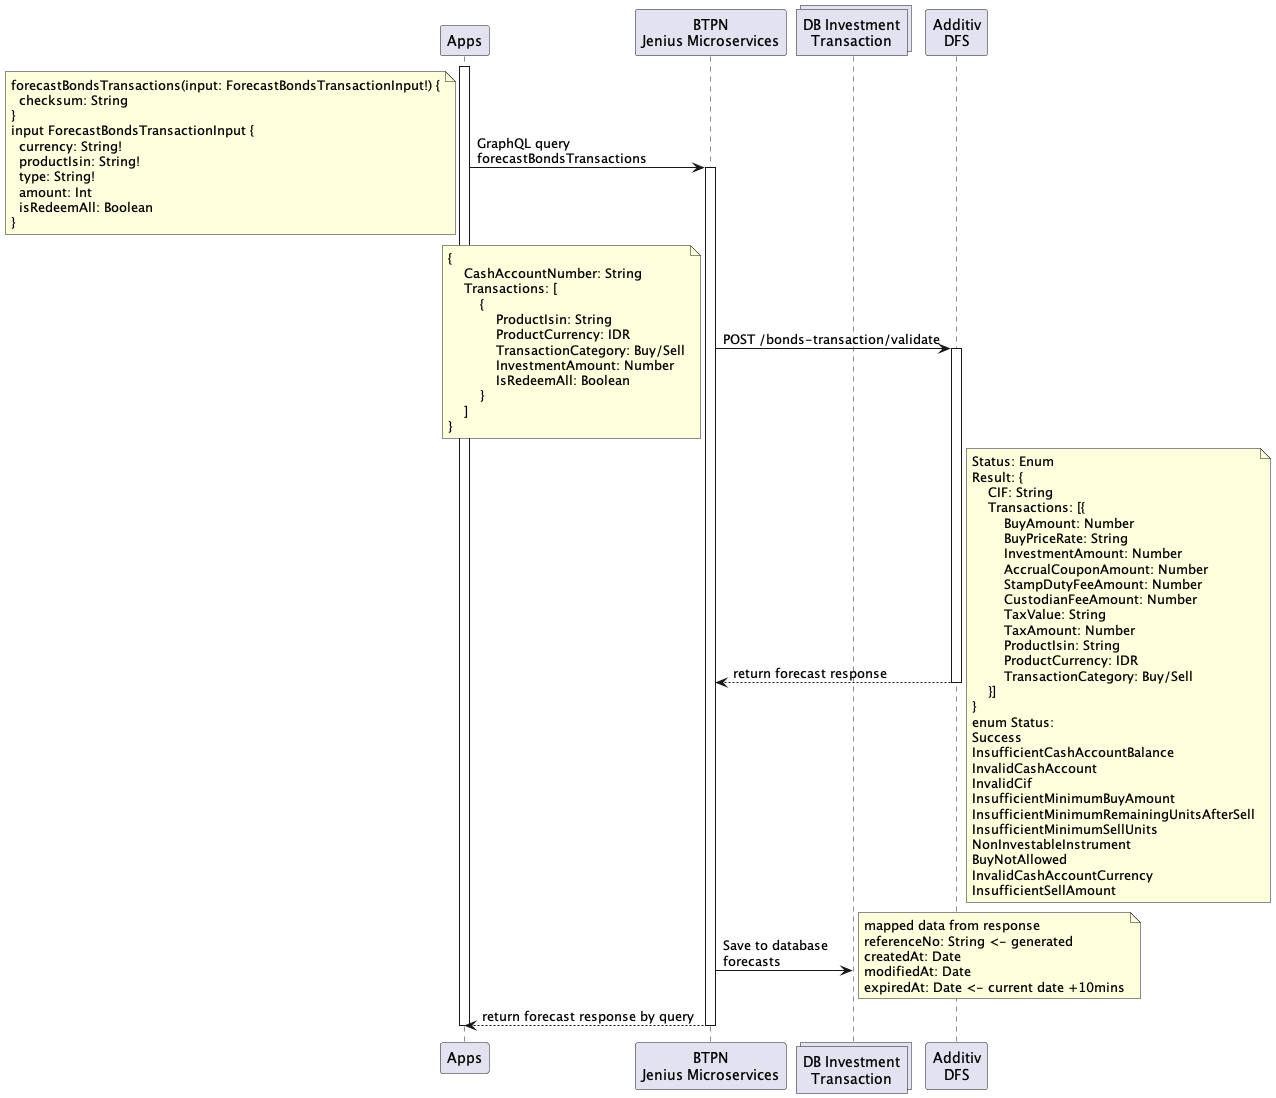 Apps
BTPN
Jenius Microservices
DB Investment
Transaction
Additiv
DFS
forecastBondsTransactions(input: ForecastBondsTransactionInput!) {
  checksum: String
}
input ForecastBondsTransactionInput {
  currency: String!
  productIsin: String!
  type: String!
  amount: Int
  isRedeemAll: Boolean
}
GraphQL query
forecastBondsTransactions
{
    CashAccountNumber: String
    Transactions: [
        {
            ProductIsin: String
            ProductCurrency: IDR
            TransactionCategory: Buy/Sell
            InvestmentAmount: Number
            IsRedeemAll: Boolean
        }
    ]
}
POST /bonds-transaction/validate
Status: Enum
Result: {
    CIF: String
    Transactions: [{
        BuyAmount: Number
        BuyPriceRate: String
        InvestmentAmount: Number
        AccrualCouponAmount: Number
        StampDutyFeeAmount: Number
        CustodianFeeAmount: Number
        TaxValue: String
        TaxAmount: Number
        ProductIsin: String
        ProductCurrency: IDR
        TransactionCategory: Buy/Sell
    }]
}
enum Status:
Success
InsufficientCashAccountBalance
InvalidCashAccount
InvalidCif
InsufficientMinimumBuyAmount
InsufficientMinimumRemainingUnitsAfterSell
InsufficientMinimumSellUnits
NonInvestableInstrument
BuyNotAllowed
InvalidCashAccountCurrency
InsufficientSellAmount
return forecast response
Save to database
forecasts
mapped data from response
referenceNo: String <- generated
createdAt: Date
modifiedAt: Date
expiredAt: Date <- current date +10mins
return forecast response by query
Apps
BTPN
Jenius Microservices
DB Investment
Transaction
Additiv
DFS